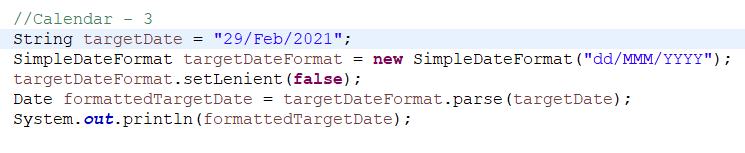 //Calendar - 3
String targetDate = "29/Feb/2021";
SimpleDateFormat targetDateFormat = new SimpleDateFormat("dd/MMM/YYYY");
targetDateFormat.setLenient(false);
Date formattedTargetDate = targetDateFormat.parse(targetDate);
System.out.println(formattedTargetDate);